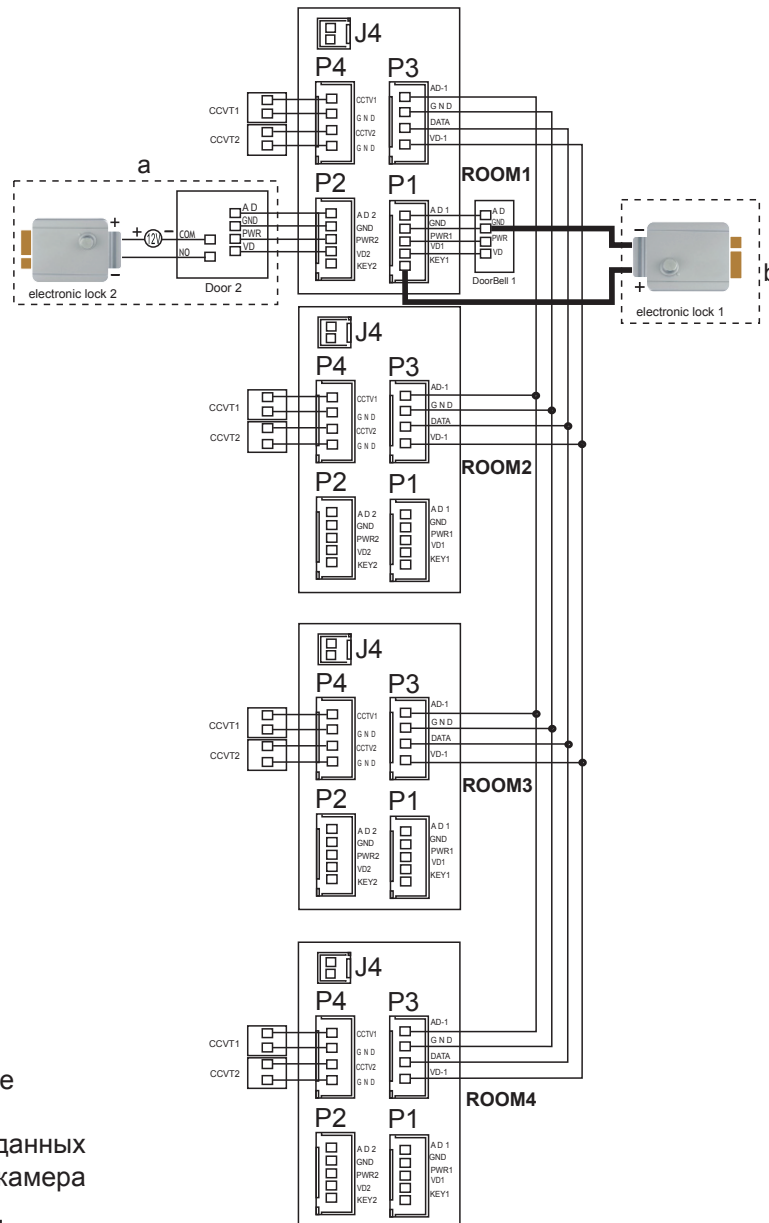 J4
P4 P3
CCVT1
CCVT2
CCTV1
G N D
CCTV2
G N D
AD-1
G N D
DATA
VD-1
ROOM1
a
P2 P1
A D
GND
PWR
VD
COM
NO
+ 12V −
+
−
electronic lock 2
Door 2
A D 2
GND
PWR2
VD2
KEY2
A D 1
GND
PWR1
VD1
KEY1
A D
GND
PWR
VD
DoorBell 1
−
+
electronic lock 1
b
J4
P4 P3
CCVT1
CCVT2
CCTV1
G N D
CCTV2
G N D
AD-1
G N D
DATA
VD-1
ROOM2
P2 P1
A D 2
GND
PWR2
VD2
KEY2
A D 1
GND
PWR1
VD1
KEY1
J4
P4 P3
CCVT1
CCVT2
CCTV1
G N D
CCTV2
G N D
AD-1
G N D
DATA
VD-1
ROOM3
P2 P1
A D 2
GND
PWR2
VD2
KEY2
A D 1
GND
PWR1
VD1
KEY1
J4
P4 P3
CCVT1
CCVT2
CCTV1
G N D
CCTV2
G N D
AD-1
G N D
DATA
VD-1
ROOM4
P2 P1
A D 2
GND
PWR2
VD2
KEY2
A D 1
GND
PWR1
VD1
KEY1
е
данных
камера